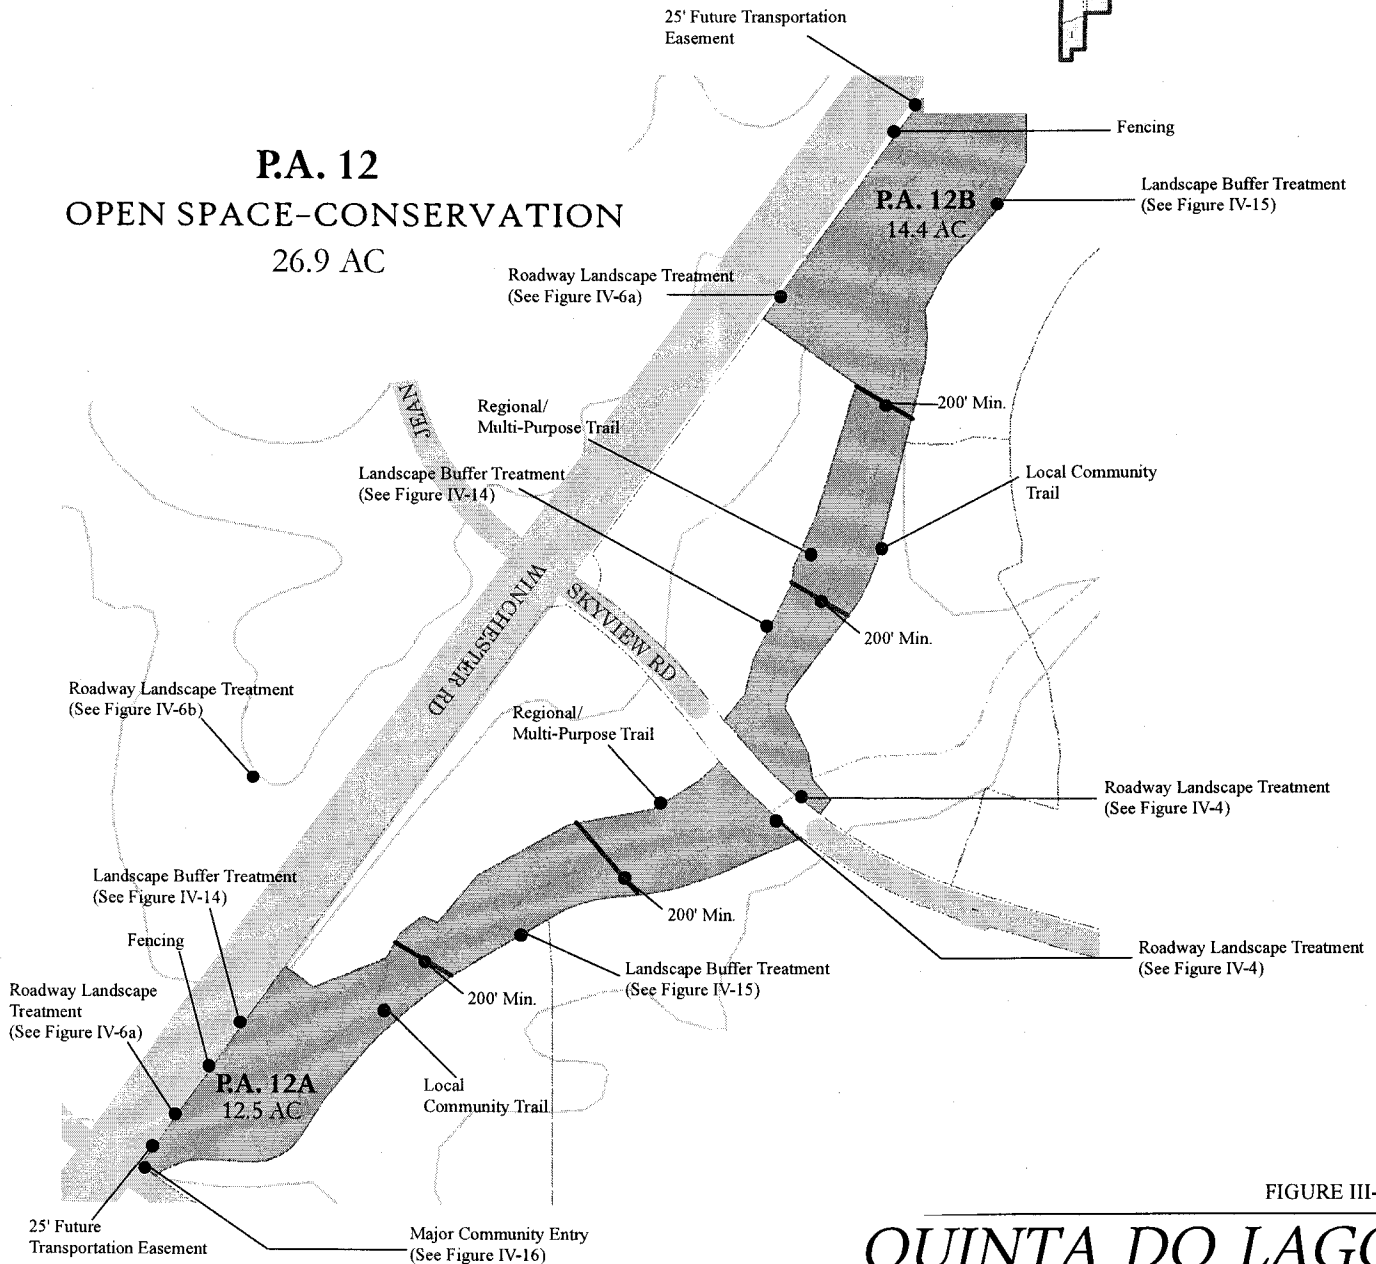 25' Future Transportation
Easement
Fencing
P.A. 12
OPEN SPACE-CONSERVATION
26.9 AC
P.A. 12B
14.4 AC
Landscape Buffer Treatment
(See Figure IV-15)
Roadway Landscape Treatment
(See Figure IV-6a)
JEAN
Regional/
Multi-Purpose Trail
200' Min.
Landscape Buffer Treatment
(See Figure IV-14)
Local Community
Trail
WINCHESTER RD
SKYVIEW RD
200' Min.
Roadway Landscape Treatment
(See Figure IV-6b)
Regional/
Multi-Purpose Trail
Roadway Landscape Treatment
(See Figure IV-4)
Landscape Buffer Treatment
(See Figure IV-14)
200' Min.
Fencing
Roadway Landscape Treatment
(See Figure IV-4)
Landscape Buffer Treatment
(See Figure IV-15)
200' Min.
Roadway Landscape
Treatment
(See Figure IV-6a)
P.A. 12A
12.5 AC
Local
Community Trail
25' Future
Transportation Easement
Major Community Entry
(See Figure IV-16)
FIGURE III-
QUINTA DO LAGO